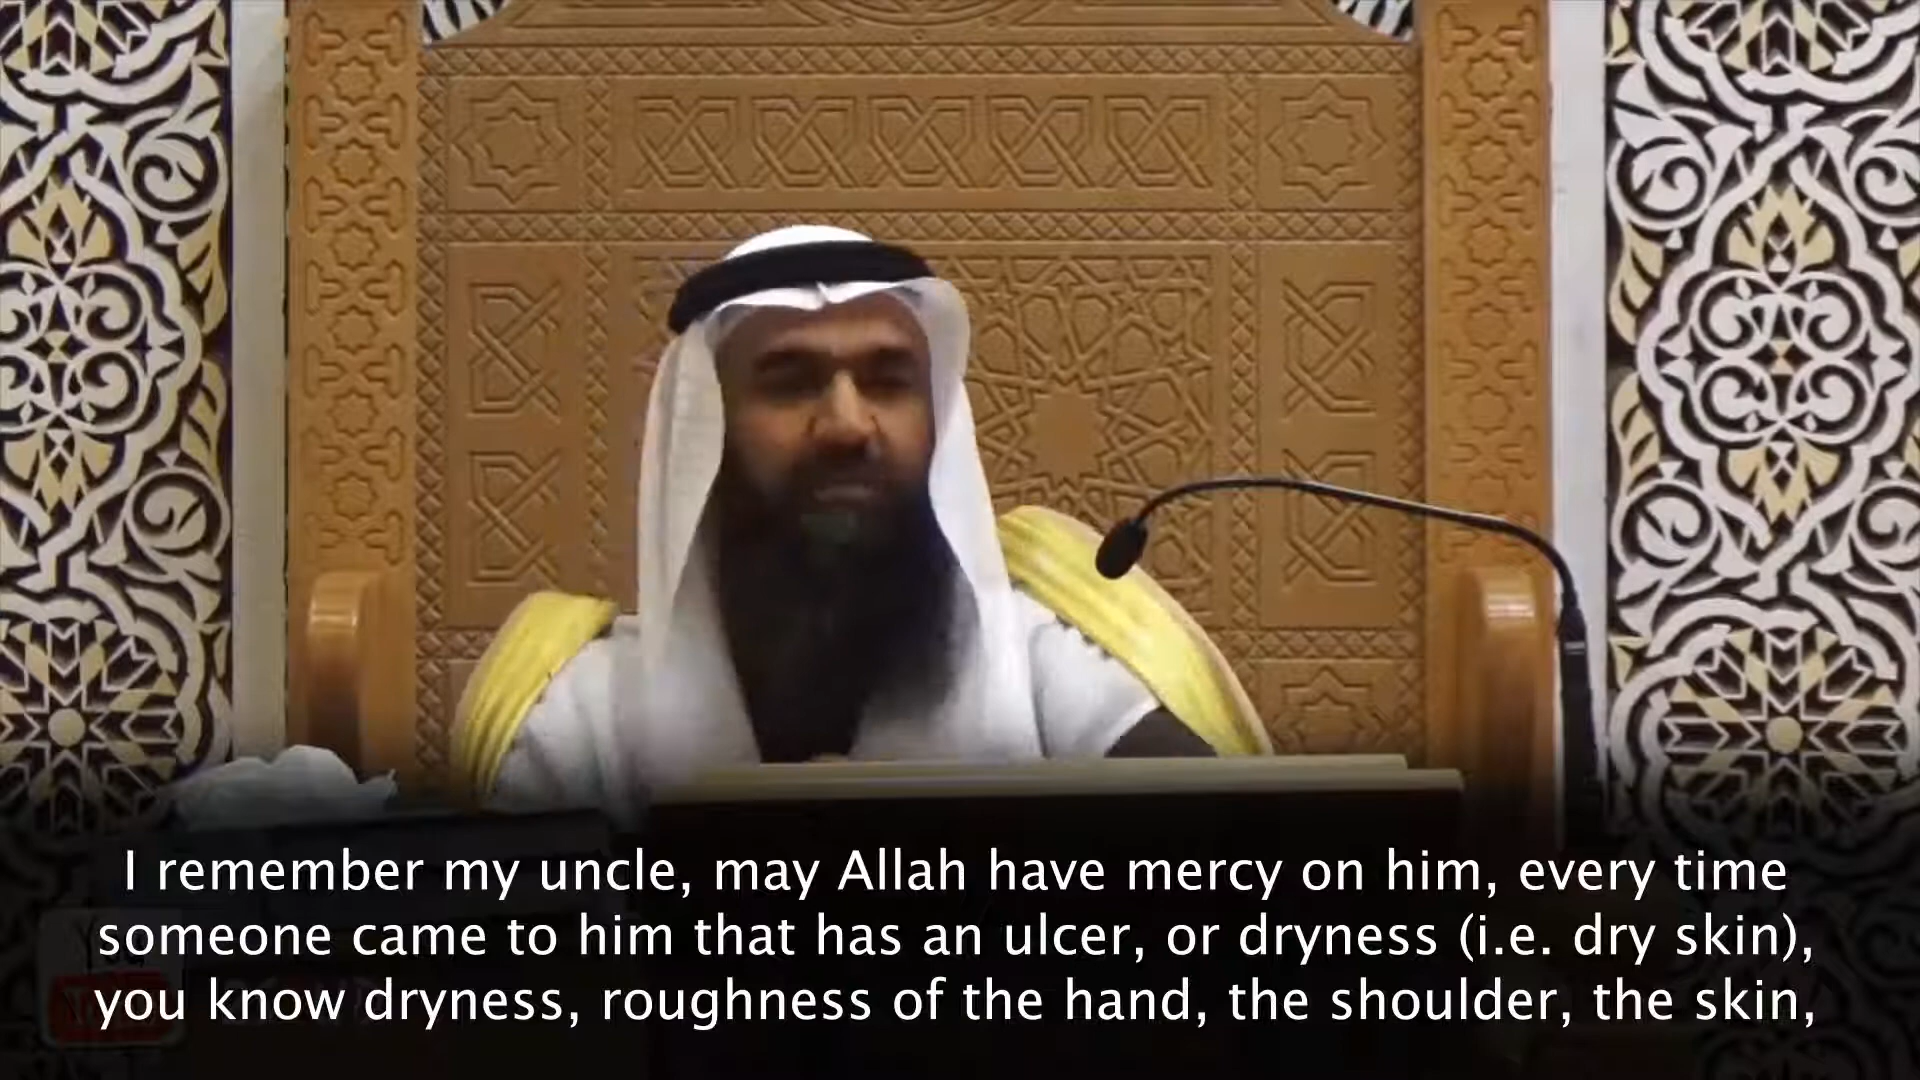 I remember my uncle, may Allah have mercy on him, every time
someone came to him that has an ulcer, or dryness (i.e. dry skin),
you know dryness, roughness of the hand, the shoulder, the skin,